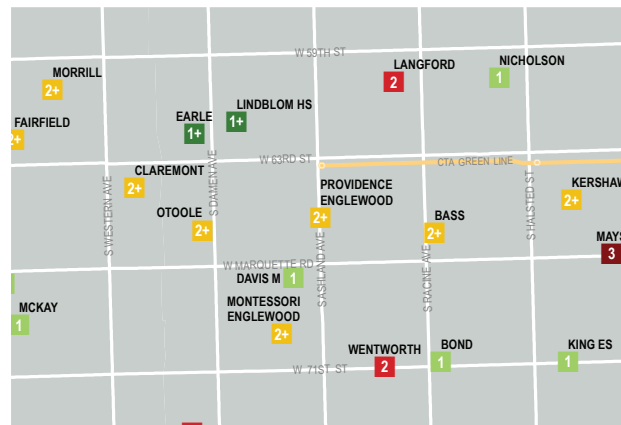 W 59TH ST
MORRILL
2+
LANGFORD
2
NICHOLSON
1
FAIRFIELD
2+
EARLE
1+
LINDBLOM HS
1+
W 63RD ST
CTA GREEN LINE
CLAREMONT
2+
S WESTERN AVE
S DAMEN AVE
OTOOLE
2+
PROVIDENCE
ENGLEWOOD
2+
S ASHLAND AVE
BASS
2+
S RACINE AVE
S HALSTED ST
KERSHAW
2+
MAYS
3
W MARQUETTE RD
DAVIS M
1
MCKAY
1
MONTESSORI
ENGLEWOOD
2+
WENTWORTH
2
BOND
1
KING ES
1
W 71ST ST